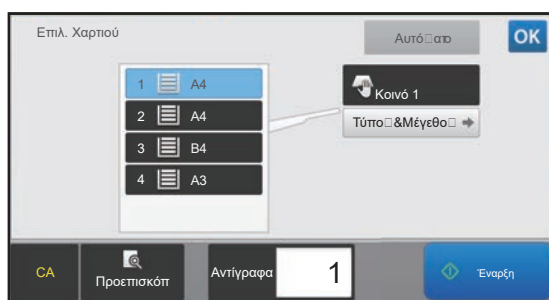 Επιλ. Χαρτιού
Αυτό□ατο
OK
1 A4
2 A4
3 B4
4 A3
Κοινό 1
Τύπο□&Μέγεθο□
CA
Προεπισκόπ
Αντίγραφα
1
Έναρξη